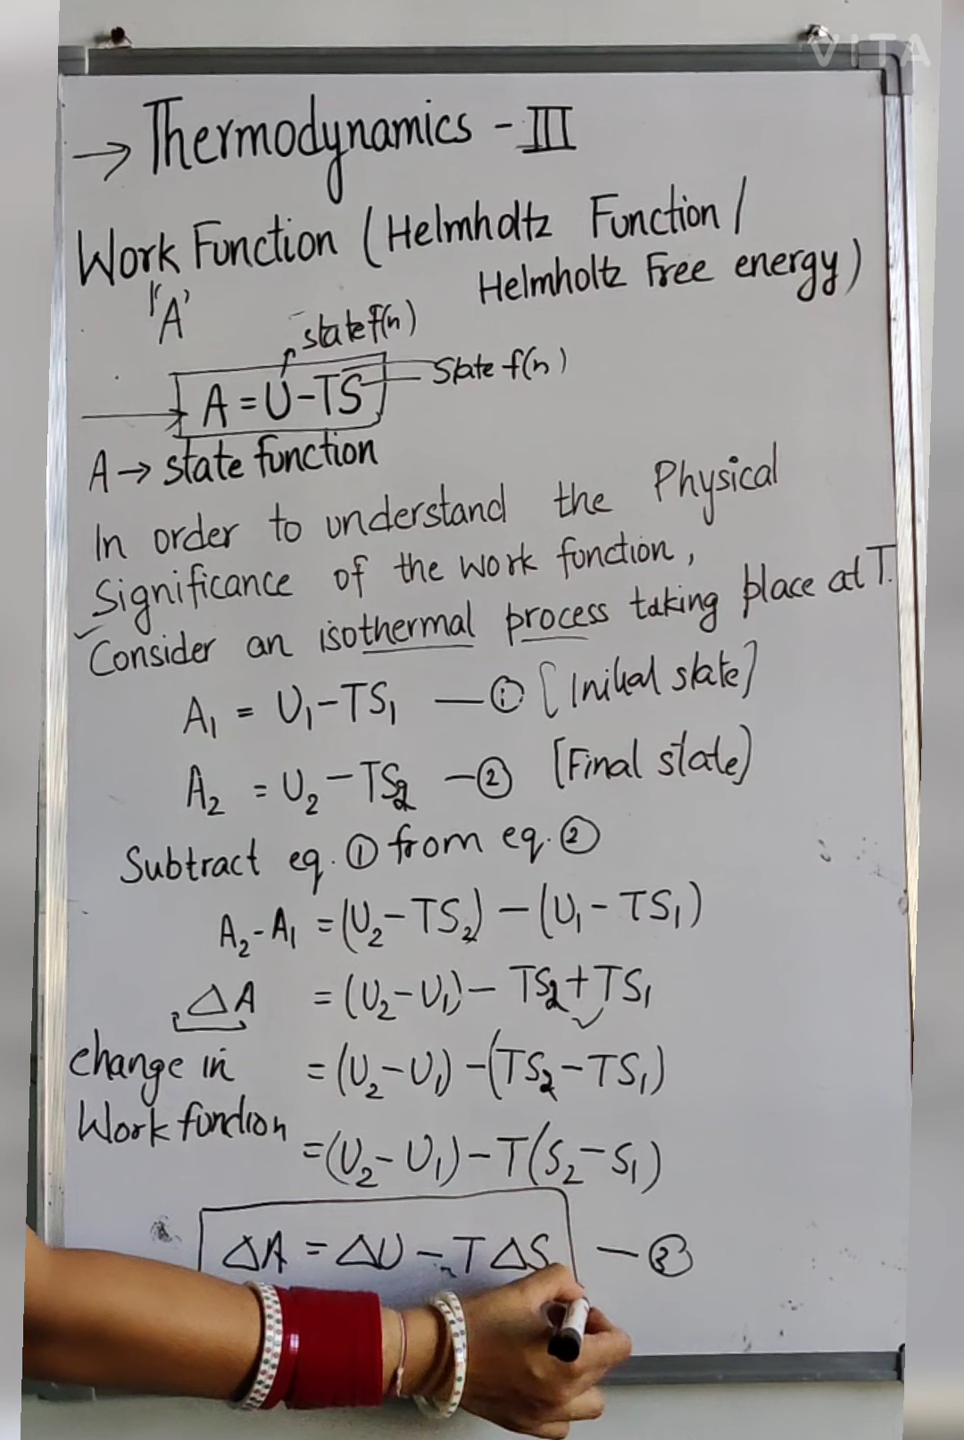 VITA
→ Thermodynamics - III
Work Function (Helmholtz Function /
Helmholtz Free energy)
"A'
state f(n)
A = U - TS
State f(n)
A → state function
In order to understand the Physical
Significance of the work function,
Consider an isothermal process taking place at T.
A₁ = U₁ - TS₁ — ① [Initial state]
A₂ = U₂ - TS₂ — ② [Final state]
Subtract eq. ① from eq. ②
A₂ - A₁ = (U₂ - TS₂) - (U₁ - TS₁)
ΔA = (U₂ - U₁) - TS₂ + TS₁
change in = (U₂ - U₁) - (TS₂ - TS₁)
Work function
= (U₂ - U₁) - T(S₂ - S₁)
ΔA = ΔU - TΔS — ③